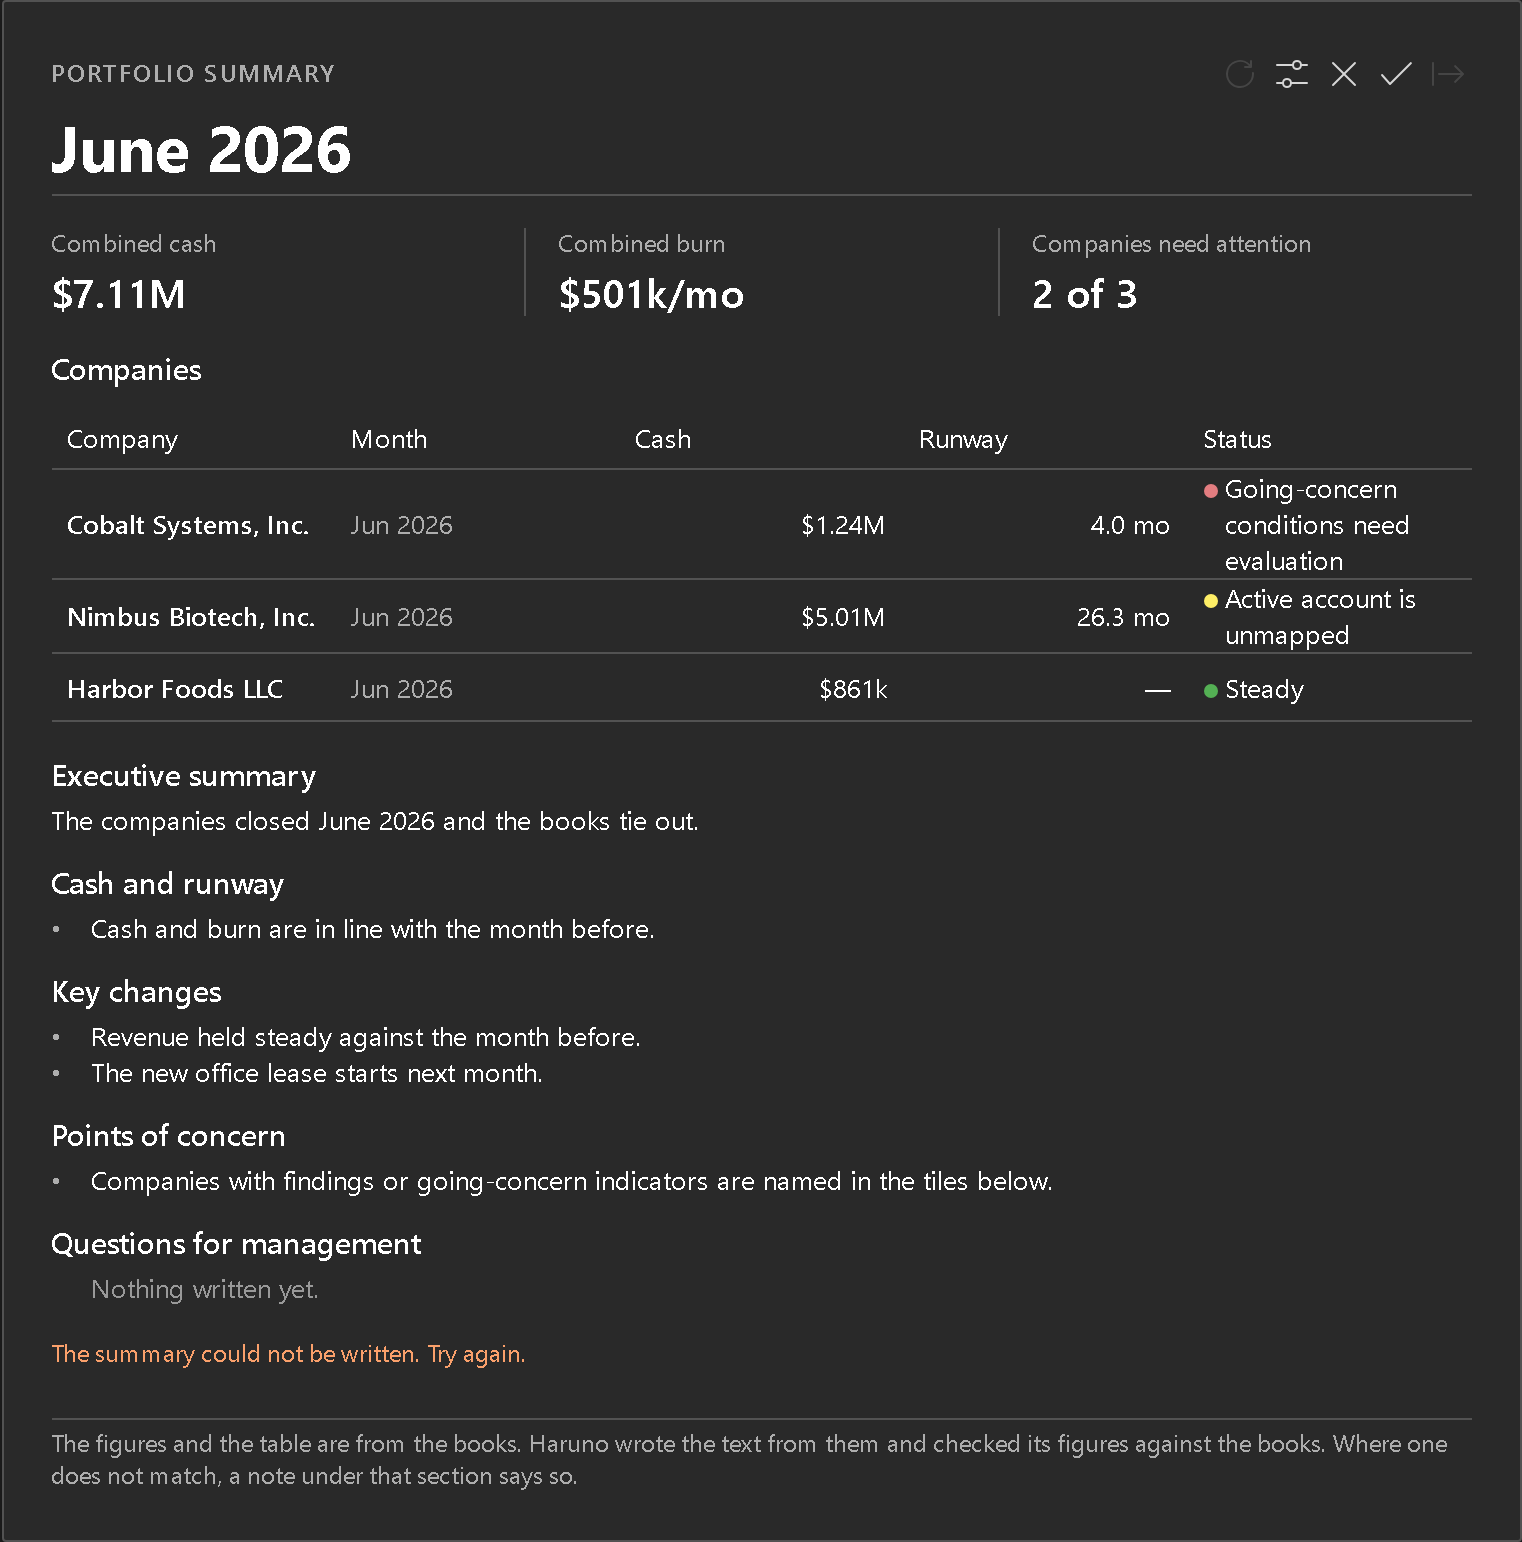 PORTFOLIO SUMMARY
June 2026
Combined cash
$7.11M
Combined burn
$501k/mo
Companies need attention
2 of 3
Companies
Company Month Cash Runway Status
Cobalt Systems, Inc. Jun 2026 $1.24M 4.0 mo Going-concern
conditions need
evaluation
Nimbus Biotech, Inc. Jun 2026 $5.01M 26.3 mo Active account is
unmapped
Harbor Foods LLC Jun 2026 $861k — Steady
Executive summary
The companies closed June 2026 and the books tie out.
Cash and runway
• Cash and burn are in line with the month before.
Key changes
• Revenue held steady against the month before.
• The new office lease starts next month.
Points of concern
• Companies with findings or going-concern indicators are named in the tiles below.
Questions for management
Nothing written yet.
The summary could not be written. Try again.
The figures and the table are from the books. Haruno wrote the text from them and checked its figures against the books. Where one
does not match, a note under that section says so.